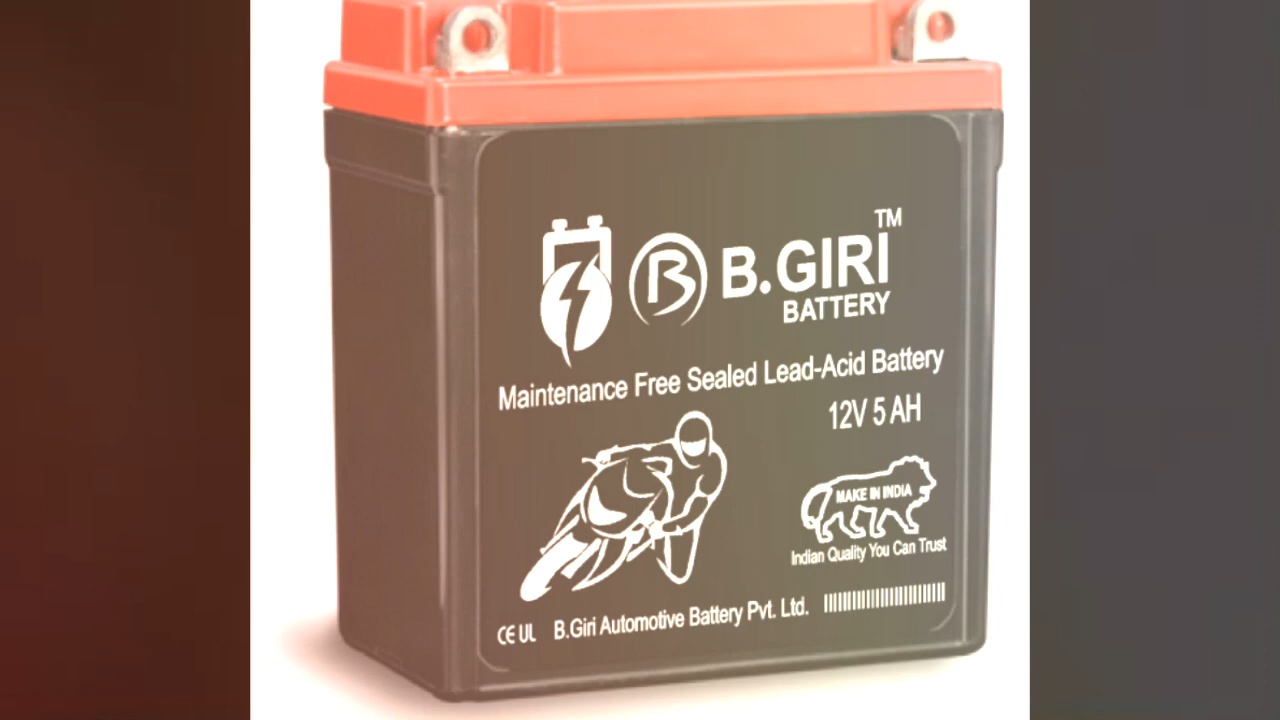 TM
B B.GIRI
BATTERY
Maintenance Free Sealed Lead-Acid Battery
12V 5 AH
MAKE IN INDIA
Indian Quality You Can Trust
CE UL B.Giri Automotive Battery Pvt. Ltd.